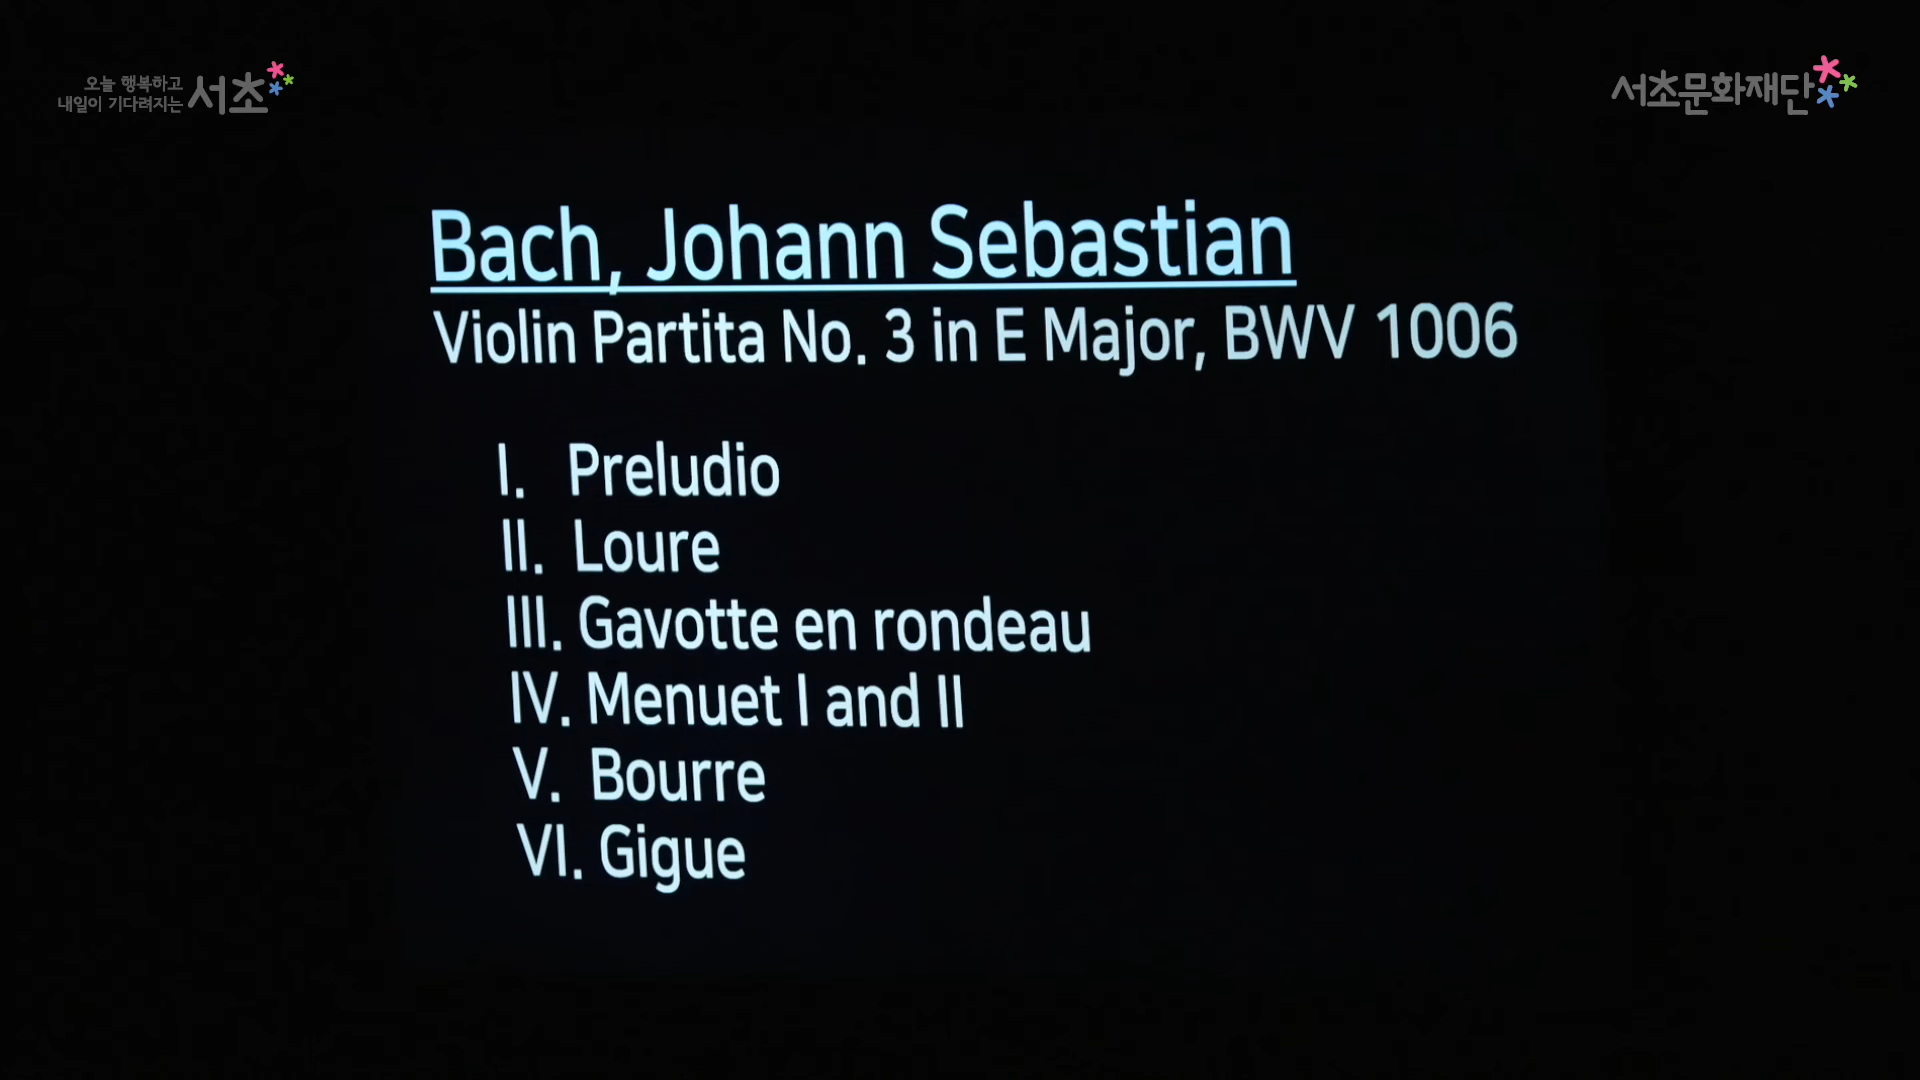 오늘 행복하고
내일이 기다려지는 서초
서초문화재단
Bach, Johann Sebastian
Violin Partita No. 3 in E Major, BWV 1006
I. Preludio
II. Loure
III. Gavotte en rondeau
IV. Menuet I and II
V. Bourre
VI. Gigue